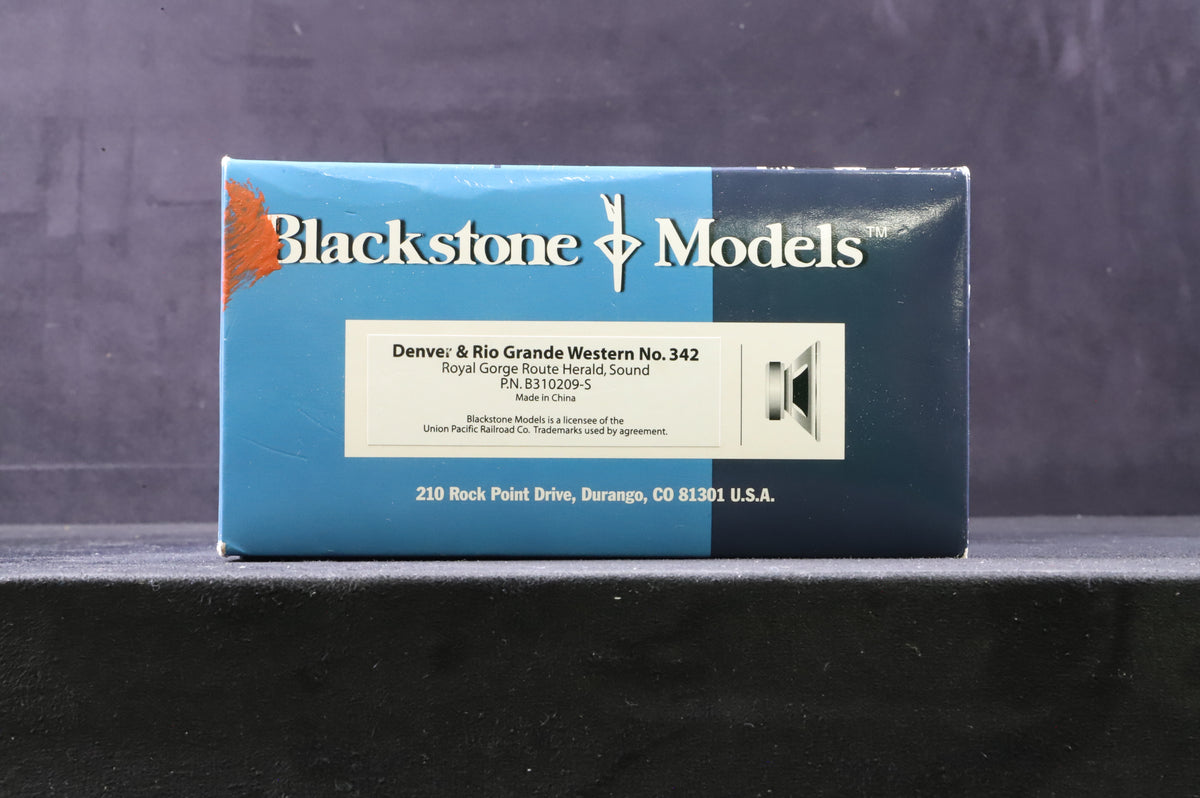 Blackstone Models™
Denver & Rio Grande Western No. 342
Royal Gorge Route Herald, Sound
P.N. B310209-S
Made in China
Blackstone Models is a licensee of the
Union Pacific Railroad Co. Trademarks used by agreement.
210 Rock Point Drive, Durango, CO 81301 U.S.A.